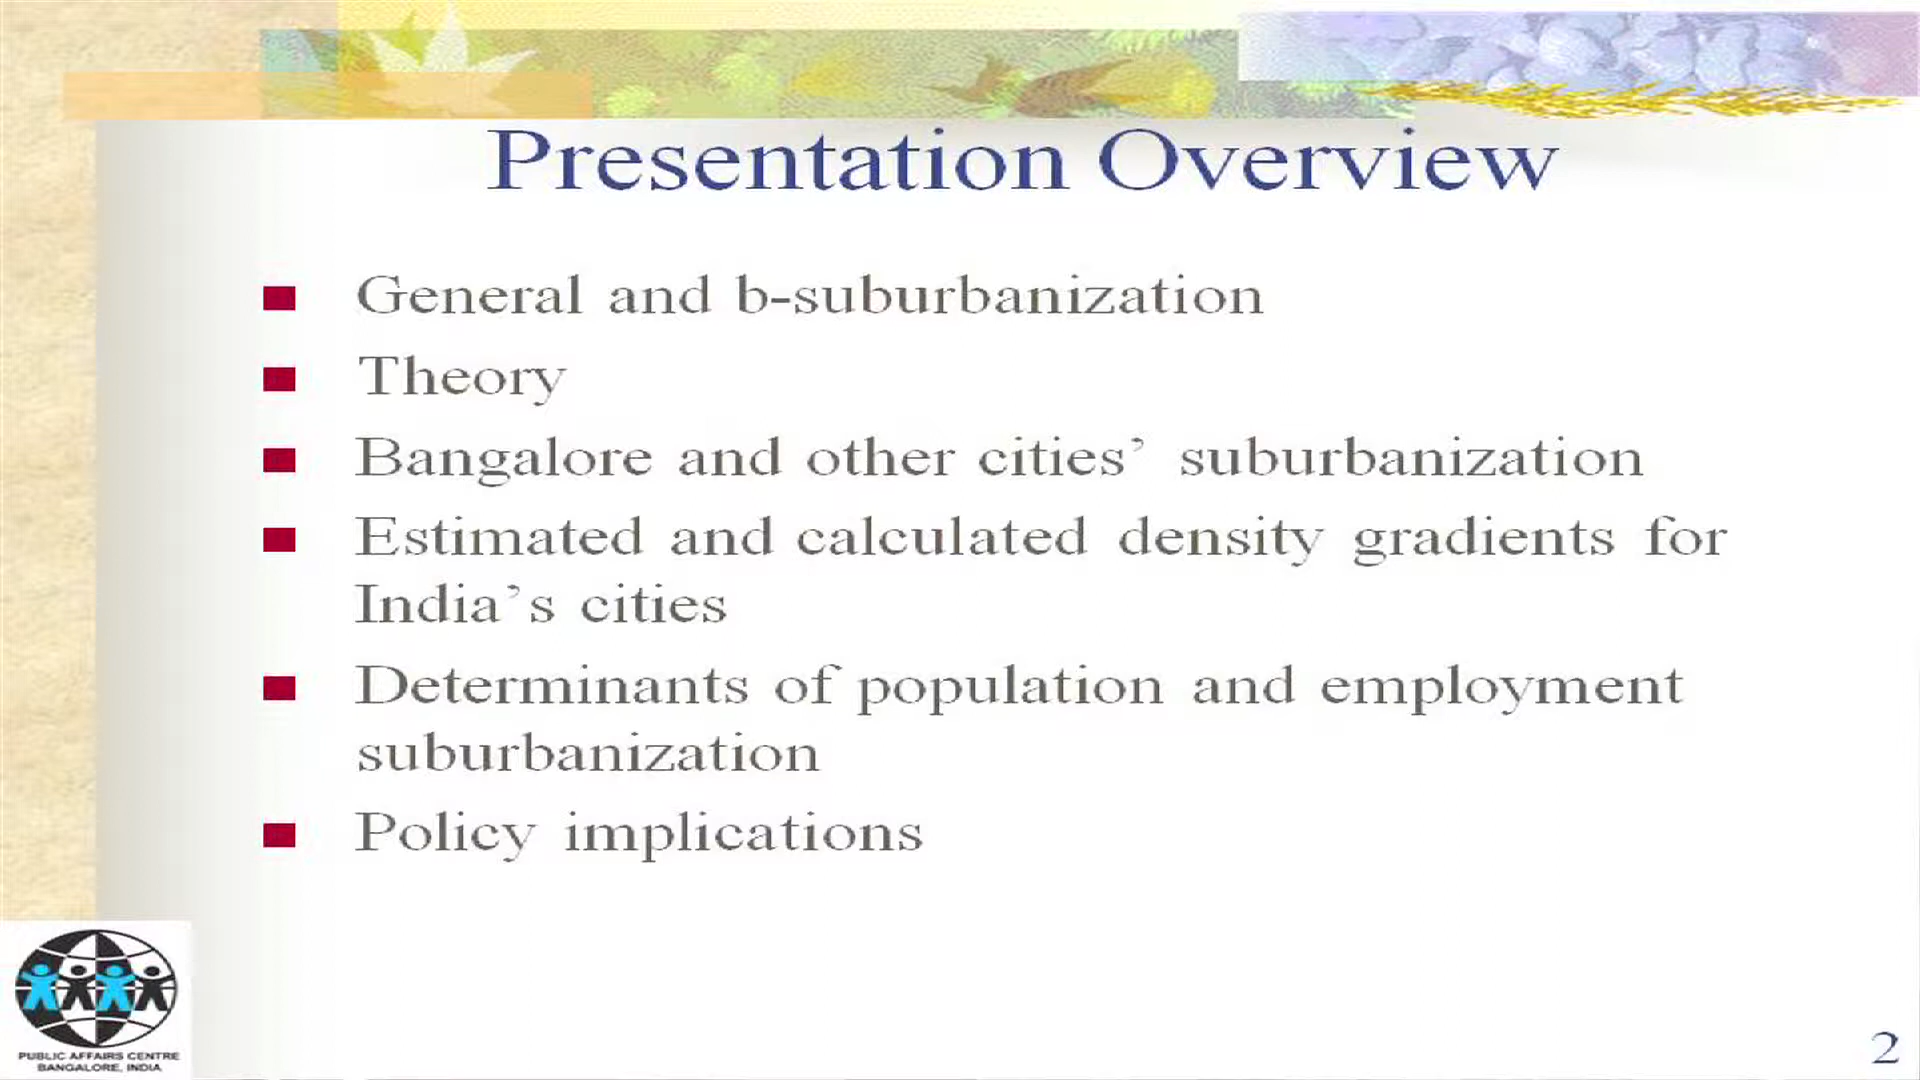 Presentation Overview
General and b-suburbanization
Theory
Bangalore and other cities’ suburbanization
Estimated and calculated density gradients for
India’s cities
Determinants of population and employment
suburbanization
Policy implications
PUBLIC AFFAIRS CENTRE
BANGALORE, INDIA
2